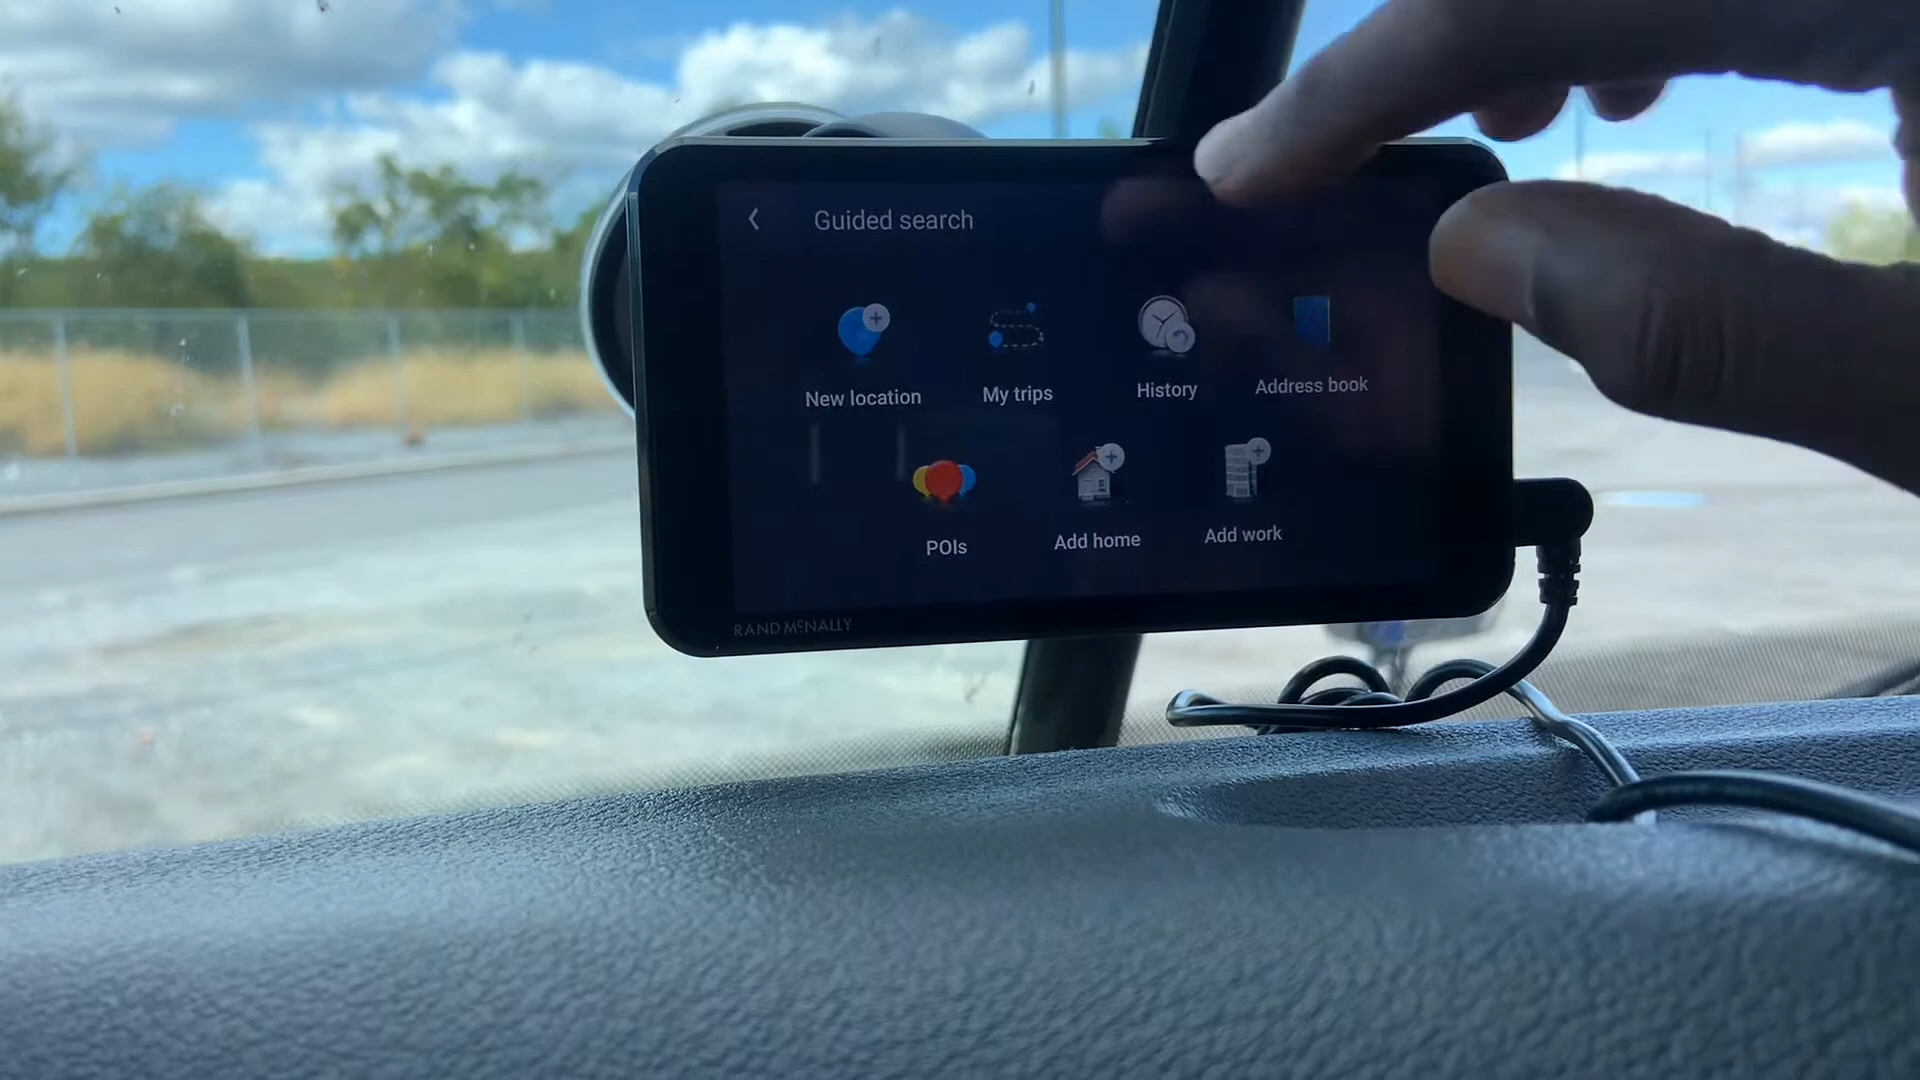 Guided search
New location
My trips
History
Address book
POIs
Add home
Add work
RAND MCNALLY